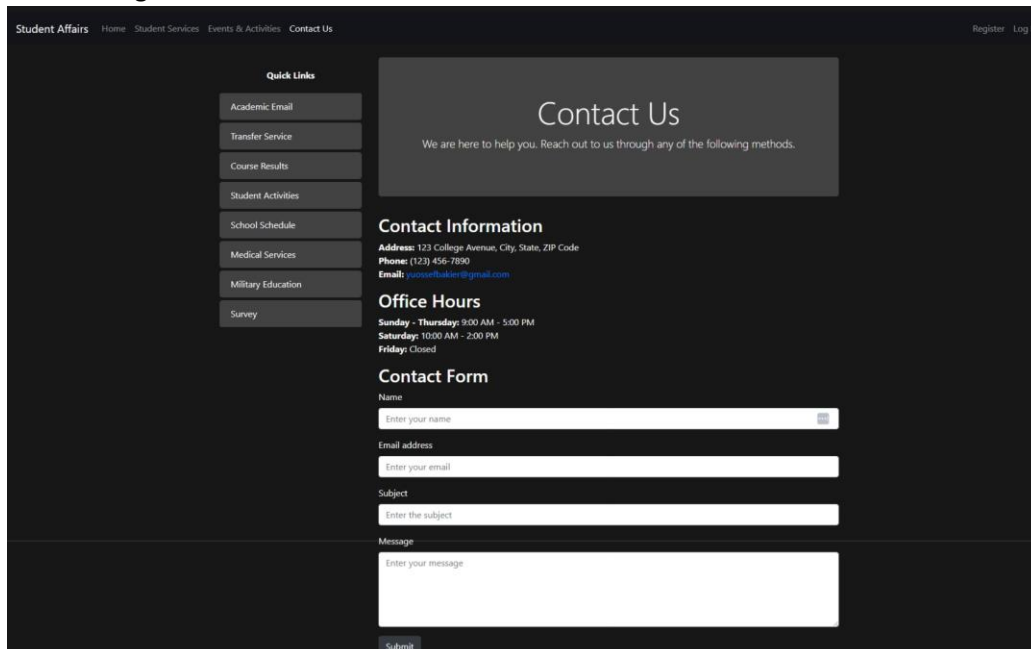 Student Affairs Home Student Services Events & Activities Contact Us Register Log
Quick Links
Academic Email
Transfer Service
Course Results
Student Activities
School Schedule
Medical Services
Military Education
Survey
Contact Us
We are here to help you. Reach out to us through any of the following methods.
Contact Information
Address: 123 College Avenue, City, State, ZIP Code
Phone: (123) 456-7890
Email: yuossefbakier@gmail.com
Office Hours
Sunday - Thursday: 9:00 AM - 5:00 PM
Saturday: 10:00 AM - 2:00 PM
Friday: Closed
Contact Form
Name
Enter your name
Email address
Enter your email
Subject
Enter the subject
Message
Enter your message
Submit